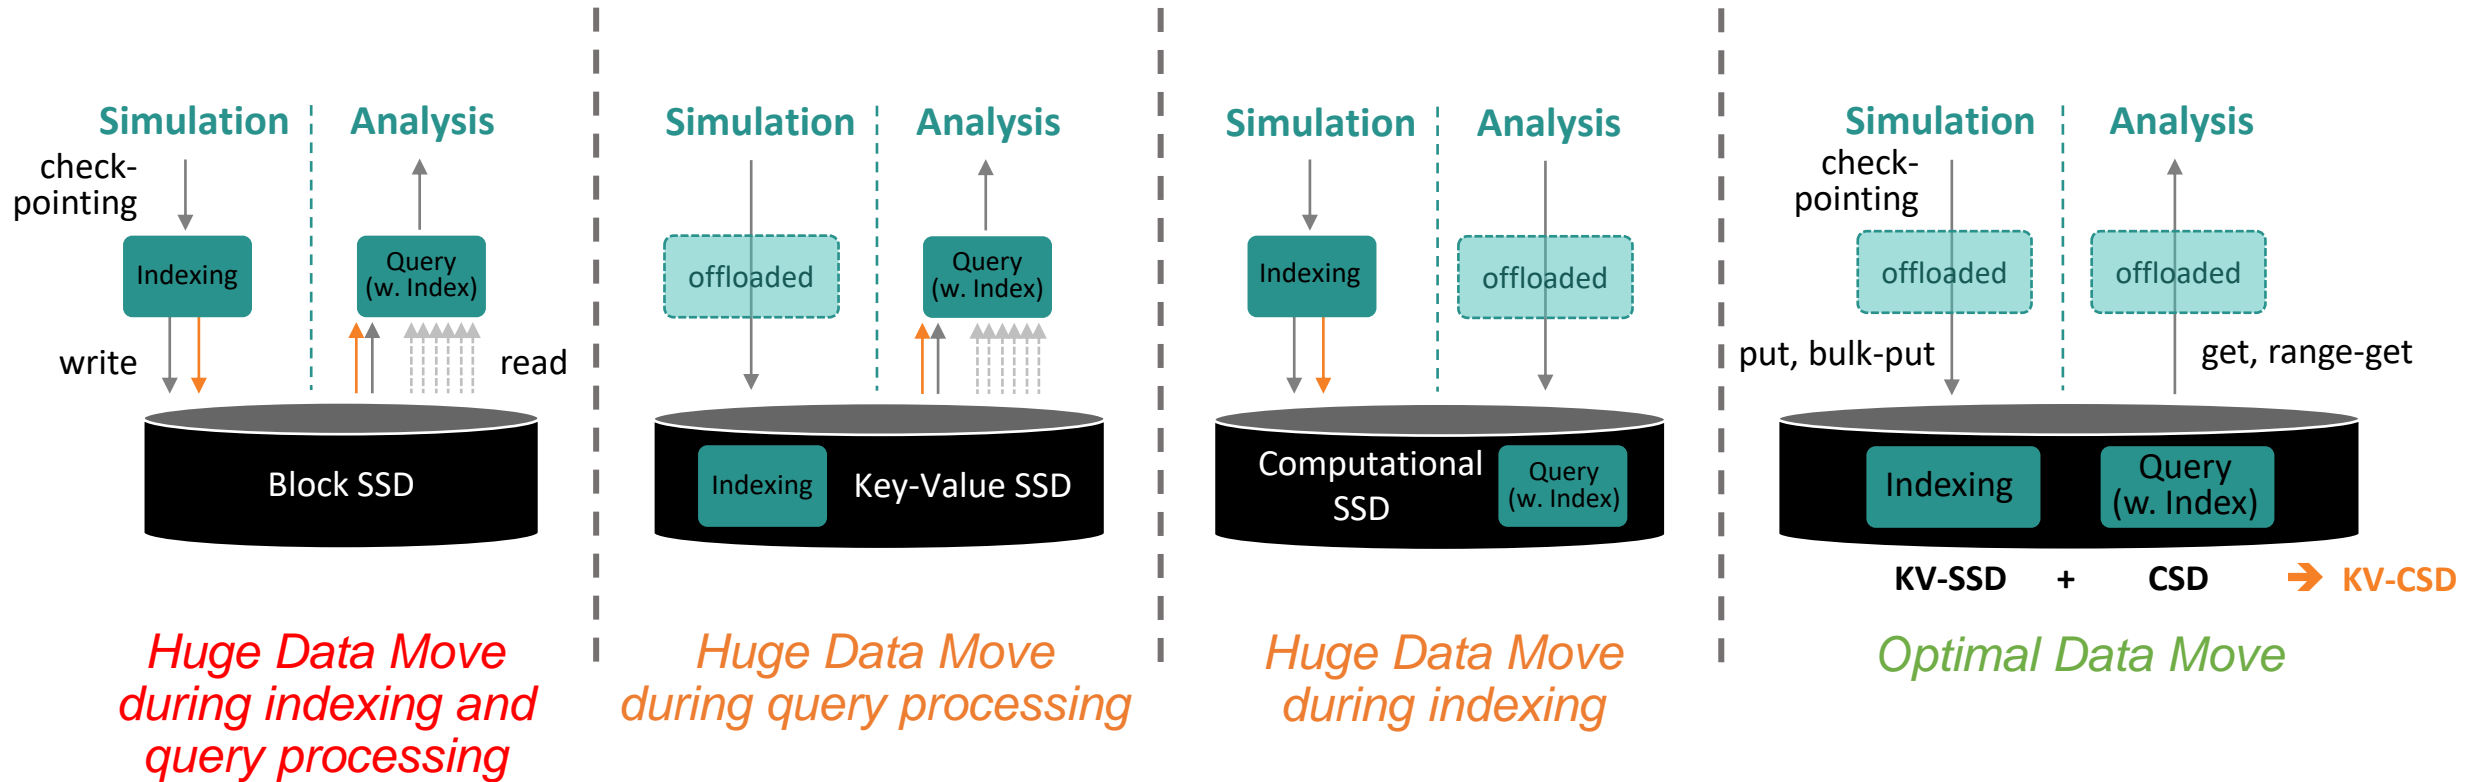 Simulation
Analysis
check-
pointing
Indexing
Query
(w. Index)
write
read
Block SSD
Huge Data Move
during indexing and
query processing
Simulation
Analysis
offloaded
Query
(w. Index)
Indexing
Key-Value SSD
Huge Data Move
during query processing
Simulation
Analysis
Indexing
offloaded
Computational
SSD
Query
(w. Index)
Huge Data Move
during indexing
Simulation
Analysis
check-
pointing
offloaded
offloaded
put, bulk-put
get, range-get
Indexing
Query
(w. Index)
KV-SSD + CSD ➔ KV-CSD
Optimal Data Move